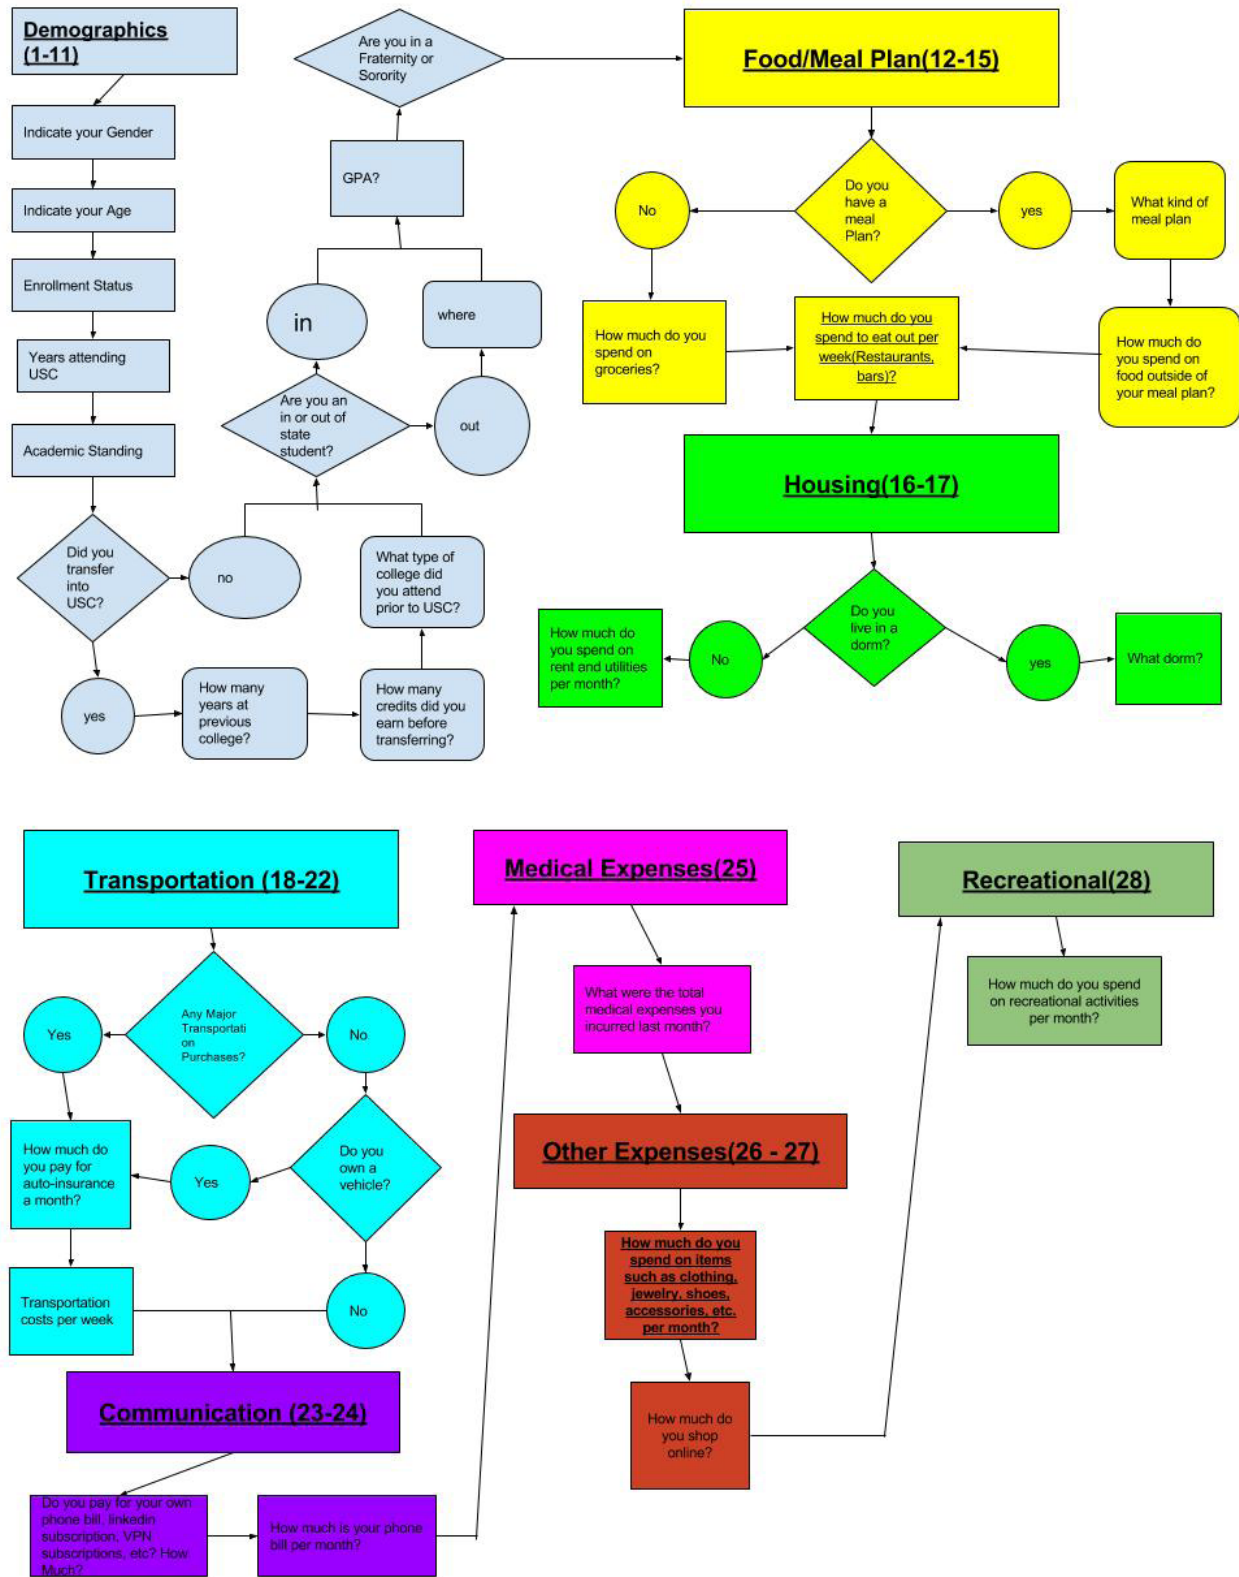 Demographics
(1-11)
Indicate your Gender
Indicate your Age
Enrollment Status
Years attending
USC
Academic Standing
Did you
transfer
into
USC?
no
yes
How many
years at
previous
college?
How many
credits did you
earn before
transferring?
What type of
college did
you attend
prior to USC?
Are you an
in or out of
state
student?
in
out
where
GPA?
Are you in a
Fraternity or
Sorority
Food/Meal Plan(12-15)
Do you
have a
meal
Plan?
No
yes
What kind of
meal plan
How much do you
spend on
groceries?
How much do you
spend to eat out per
week(Restaurants,
bars)?
How much do
you spend on
food outside of
your meal plan?
Housing(16-17)
Do you
live in a
dorm?
No
How much do
you spend on
rent and utilities
per month?
yes
What dorm?
Transportation (18-22)
Any Major
Transportati
on
Purchases?
Yes
No
How much do
you pay for
auto-insurance
a month?
Yes
Do you
own a
vehicle?
Transportation
costs per week
No
Communication (23-24)
Do you pay for your own
phone bill, linkedin
subscription, VPN
subscriptions, etc? How
Much?
How much is your phone
bill per month?
Medical Expenses(25)
What were the total
medical expenses you
incurred last month?
Other Expenses(26 - 27)
How much do you
spend on items
such as clothing,
jewelry, shoes,
accessories, etc.
per month?
How much do
you shop
online?
Recreational(28)
How much do you spend
on recreational activities
per month?